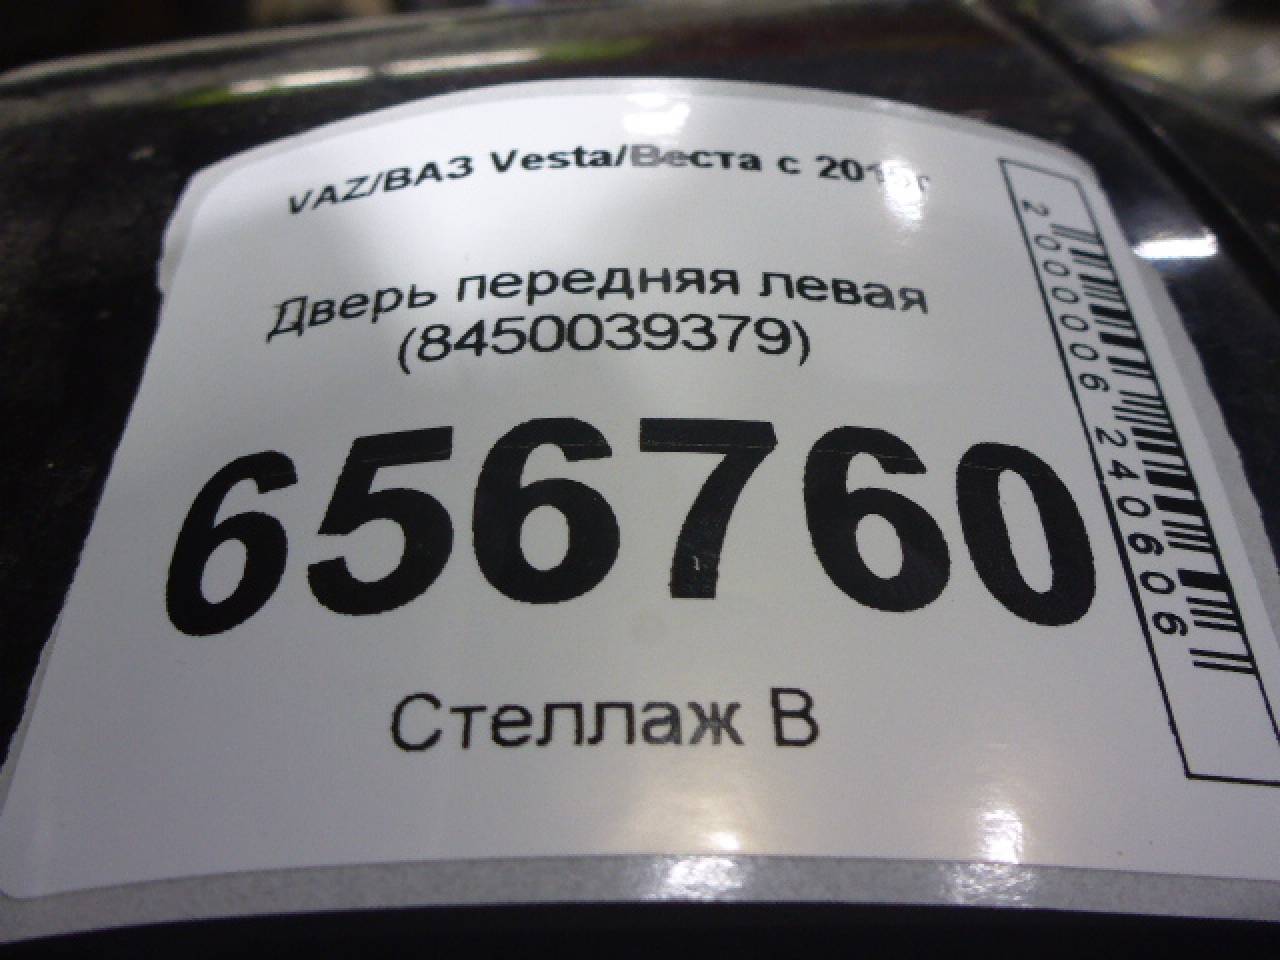 VAZ/ВАЗ Vesta/Веста с
Дверь передняя левая
(8450039379)
656760
Стеллаж В
2000006240606